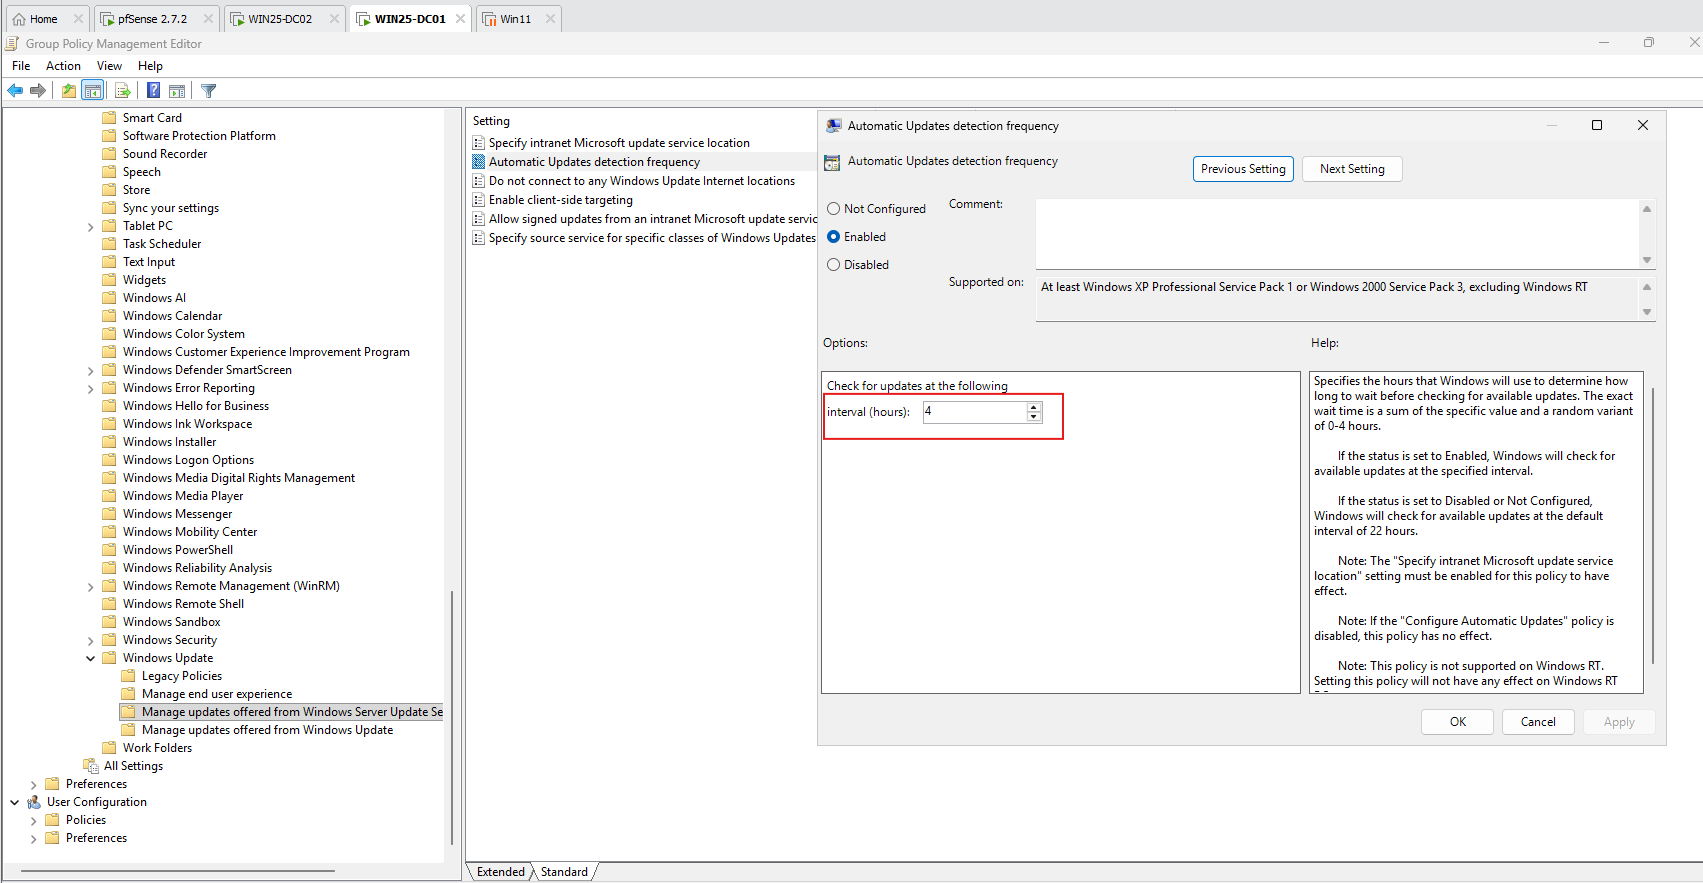 Home
pfSense 2.7.2
WIN25-DC02
WIN25-DC01
Win11
Group Policy Management Editor
File Action View Help
Smart Card
Software Protection Platform
Sound Recorder
Speech
Store
Sync your settings
Tablet PC
Task Scheduler
Text Input
Widgets
Windows AI
Windows Calendar
Windows Color System
Windows Customer Experience Improvement Program
Windows Defender SmartScreen
Windows Error Reporting
Windows Hello for Business
Windows Ink Workspace
Windows Installer
Windows Logon Options
Windows Media Digital Rights Management
Windows Media Player
Windows Messenger
Windows Mobility Center
Windows PowerShell
Windows Reliability Analysis
Windows Remote Management (WinRM)
Windows Remote Shell
Windows Sandbox
Windows Security
Windows Update
Legacy Policies
Manage end user experience
Manage updates offered from Windows Server Update Se
Manage updates offered from Windows Update
Work Folders
All Settings
Preferences
User Configuration
Policies
Preferences
Setting
Specify intranet Microsoft update service location
Automatic Updates detection frequency
Do not connect to any Windows Update Internet locations
Enable client-side targeting
Allow signed updates from an intranet Microsoft update servic
Specify source service for specific classes of Windows Updates
Extended
Standard
Automatic Updates detection frequency
Automatic Updates detection frequency
Previous Setting
Next Setting
Not Configured
Enabled
Disabled
Comment:
Supported on:
At least Windows XP Professional Service Pack 1 or Windows 2000 Service Pack 3, excluding Windows RT
Options:
Help:
Check for updates at the following
interval (hours): 4
Specifies the hours that Windows will use to determine how
long to wait before checking for available updates. The exact
wait time is a sum of the specific value and a random variant
of 0-4 hours.
If the status is set to Enabled, Windows will check for
available updates at the specified interval.
If the status is set to Disabled or Not Configured,
Windows will check for available updates at the default
interval of 22 hours.
Note: The "Specify intranet Microsoft update service
location" setting must be enabled for this policy to have
effect.
Note: If the "Configure Automatic Updates" policy is
disabled, this policy has no effect.
Note: This policy is not supported on Windows RT.
Setting this policy will not have any effect on Windows RT
OK
Cancel
Apply